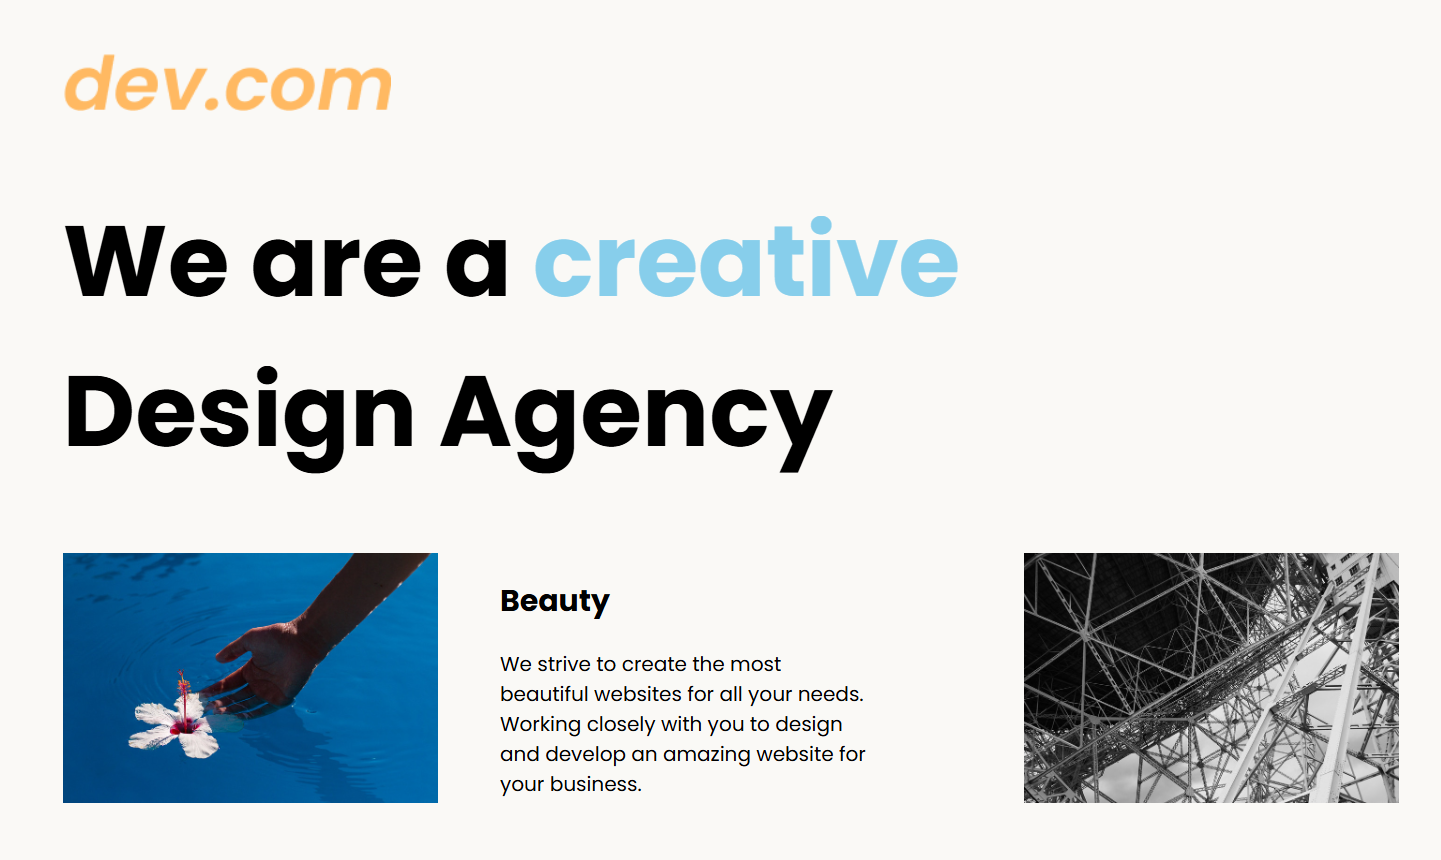 dev.com
We are a creative
Design Agency
Beauty
We strive to create the most
beautiful websites for all your needs.
Working closely with you to design
and develop an amazing website for
your business.